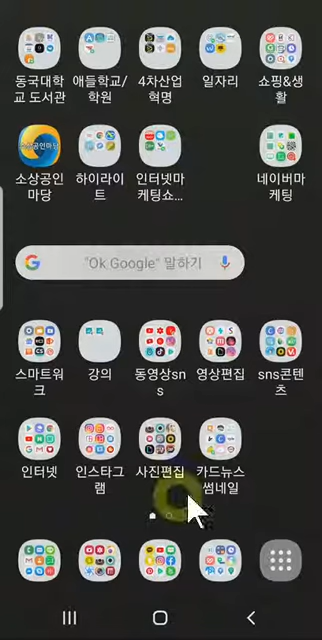 동국대학
교 도서관
애들학교/
학원
4차산업
혁명
일자리
쇼핑&생
활
소상공인마당
소상공인
마당
하이라이
트
인터넷마
케팅쇼...
네이버마
케팅
"Ok Google" 말하기
스마트워
크
강의
동영상sn
s
영상편집
sns콘텐
츠
인터넷
인스타그
램
사진편집
카드뉴스
썸네일